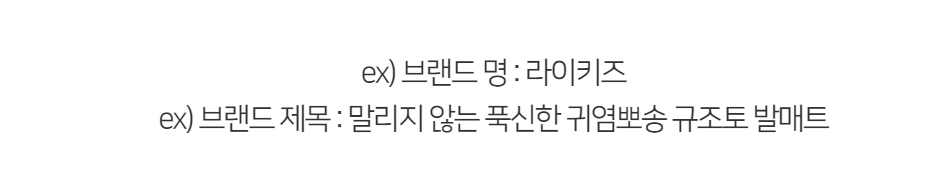 ex) 브랜드 명 : 라이키즈
ex) 브랜드 제목 : 말리지 않는 푹신한 귀염뽀송 규조토 발매트